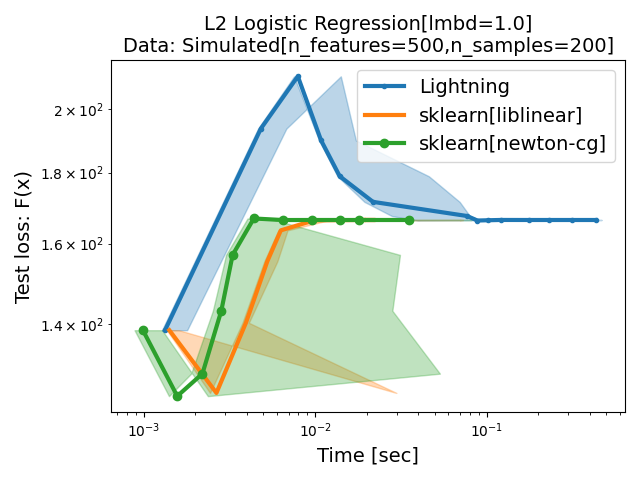 L2 Logistic Regression[lmbd=1.0]
Data: Simulated[n_features=500,n_samples=200]
Lightning
sklearn[liblinear]
sklearn[newton-cg]
Test loss: F(x)
2 × 10²
1.8 × 10²
1.6 × 10²
1.4 × 10²
10⁻³
10⁻²
10⁻¹
Time [sec]